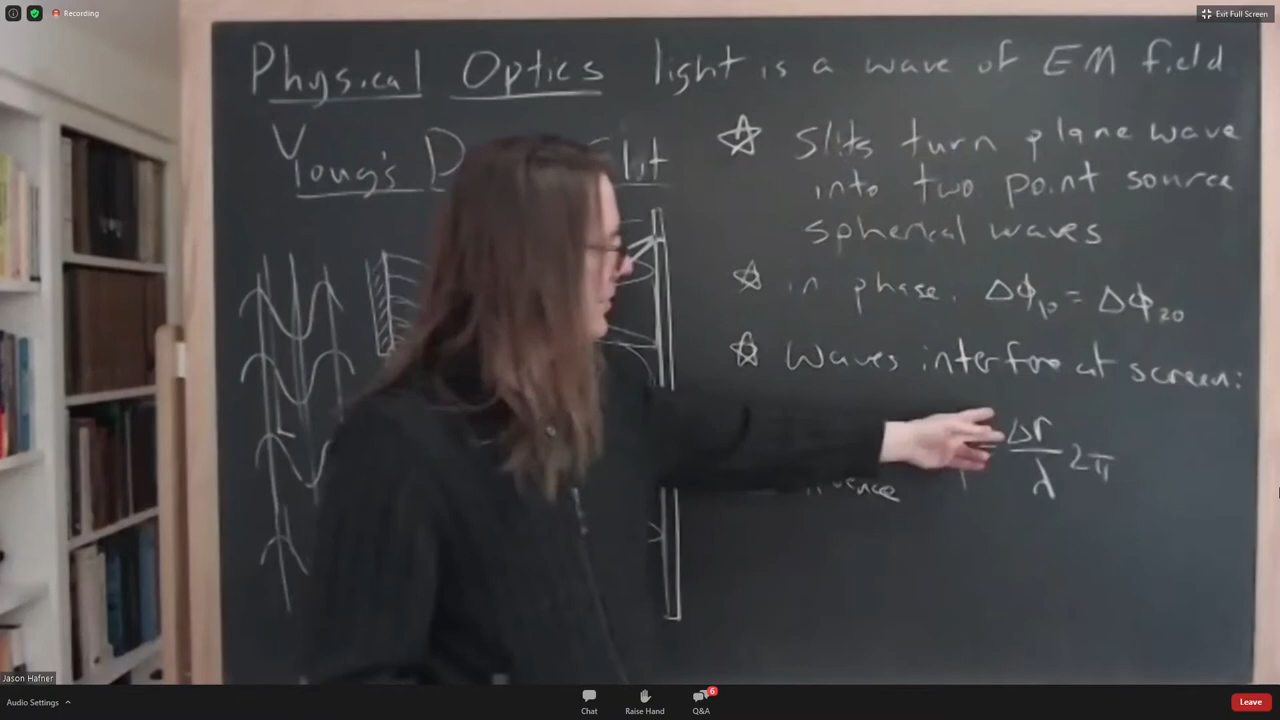 Recording
Exit Full Screen
Physical Optics light is a wave of EM field
Young's D slit
☆ Slits turn plane wave
into two point source
spherical waves
☆ in phase. Δϕ₁₀ = Δϕ₂₀
☆ Waves interfere at screen:
Δr
λ 2π
Jason Hafner
Audio Settings
Chat
Raise Hand
6
Q&A
Leave